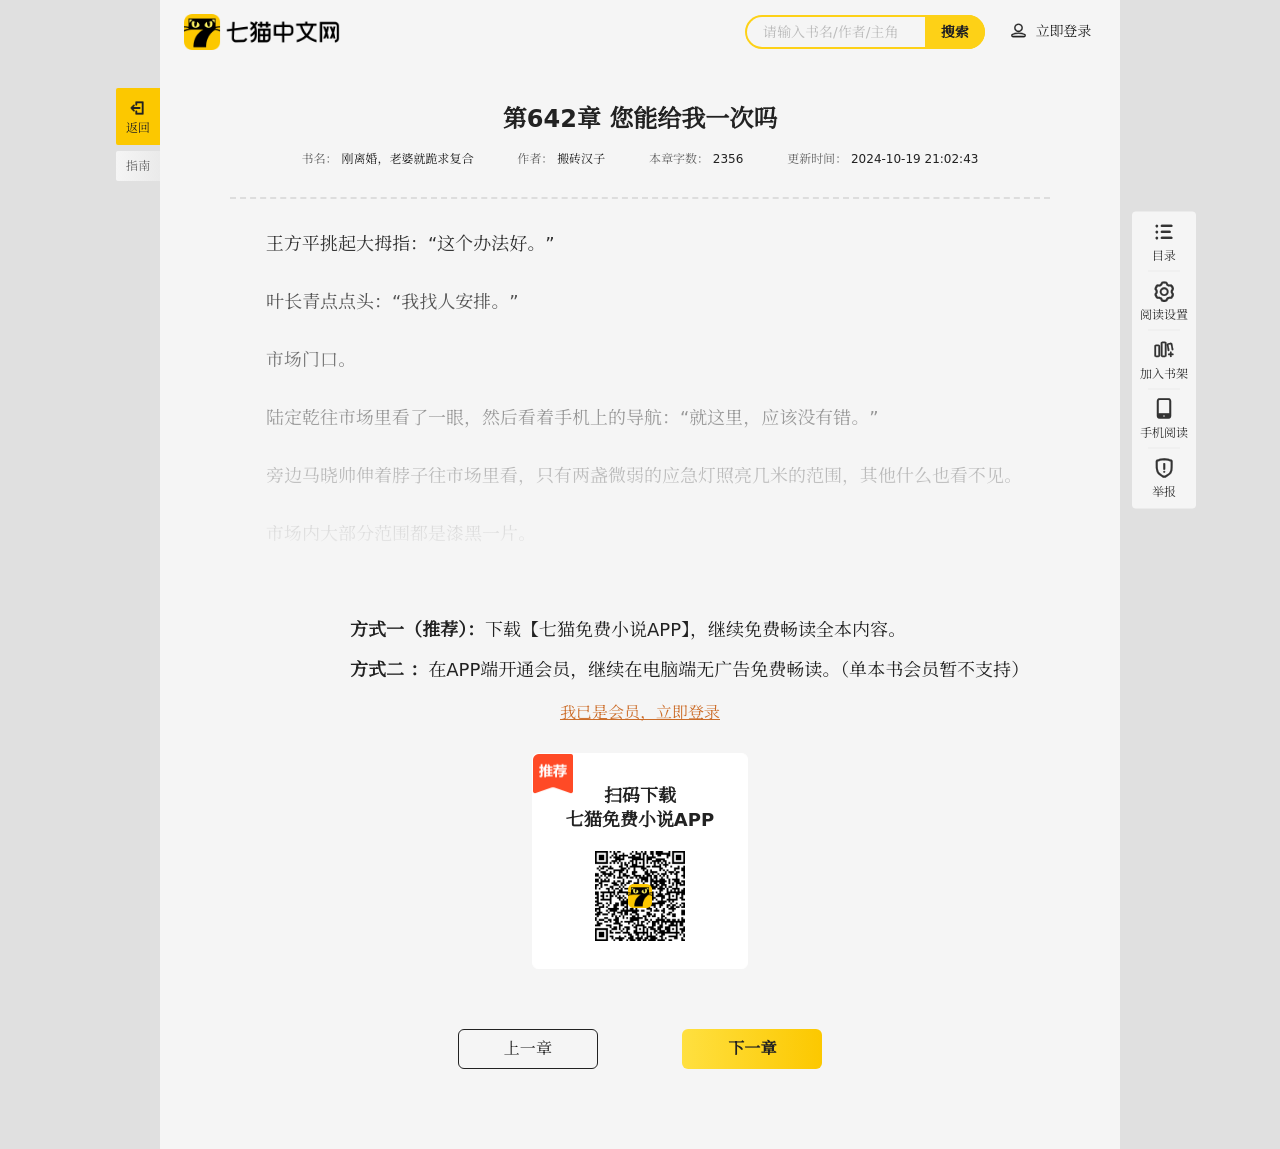 七猫中文网
请输入书名/作者/主角
搜索
立即登录
返回
指南
第642章 您能给我一次吗
书名： 刚离婚，老婆就跪求复合 作者： 搬砖汉子 本章字数： 2356 更新时间： 2024-10-19 21:02:43
王方平挑起大拇指：“这个办法好。”
叶长青点点头：“我找人安排。”
市场门口。
陆定乾往市场里看了一眼，然后看着手机上的导航：“就这里，应该没有错。”
旁边马晓帅伸着脖子往市场里看，只有两盏微弱的应急灯照亮几米的范围，其他什么也看不见。
市场内大部分范围都是漆黑一片。
目录
阅读设置
加入书架
手机阅读
举报
方式一（推荐）：下载【七猫免费小说APP】，继续免费畅读全本内容。
方式二 ：在APP端开通会员，继续在电脑端无广告免费畅读。（单本书会员暂不支持）
我已是会员，立即登录
推荐
扫码下载
七猫免费小说APP
上一章
下一章